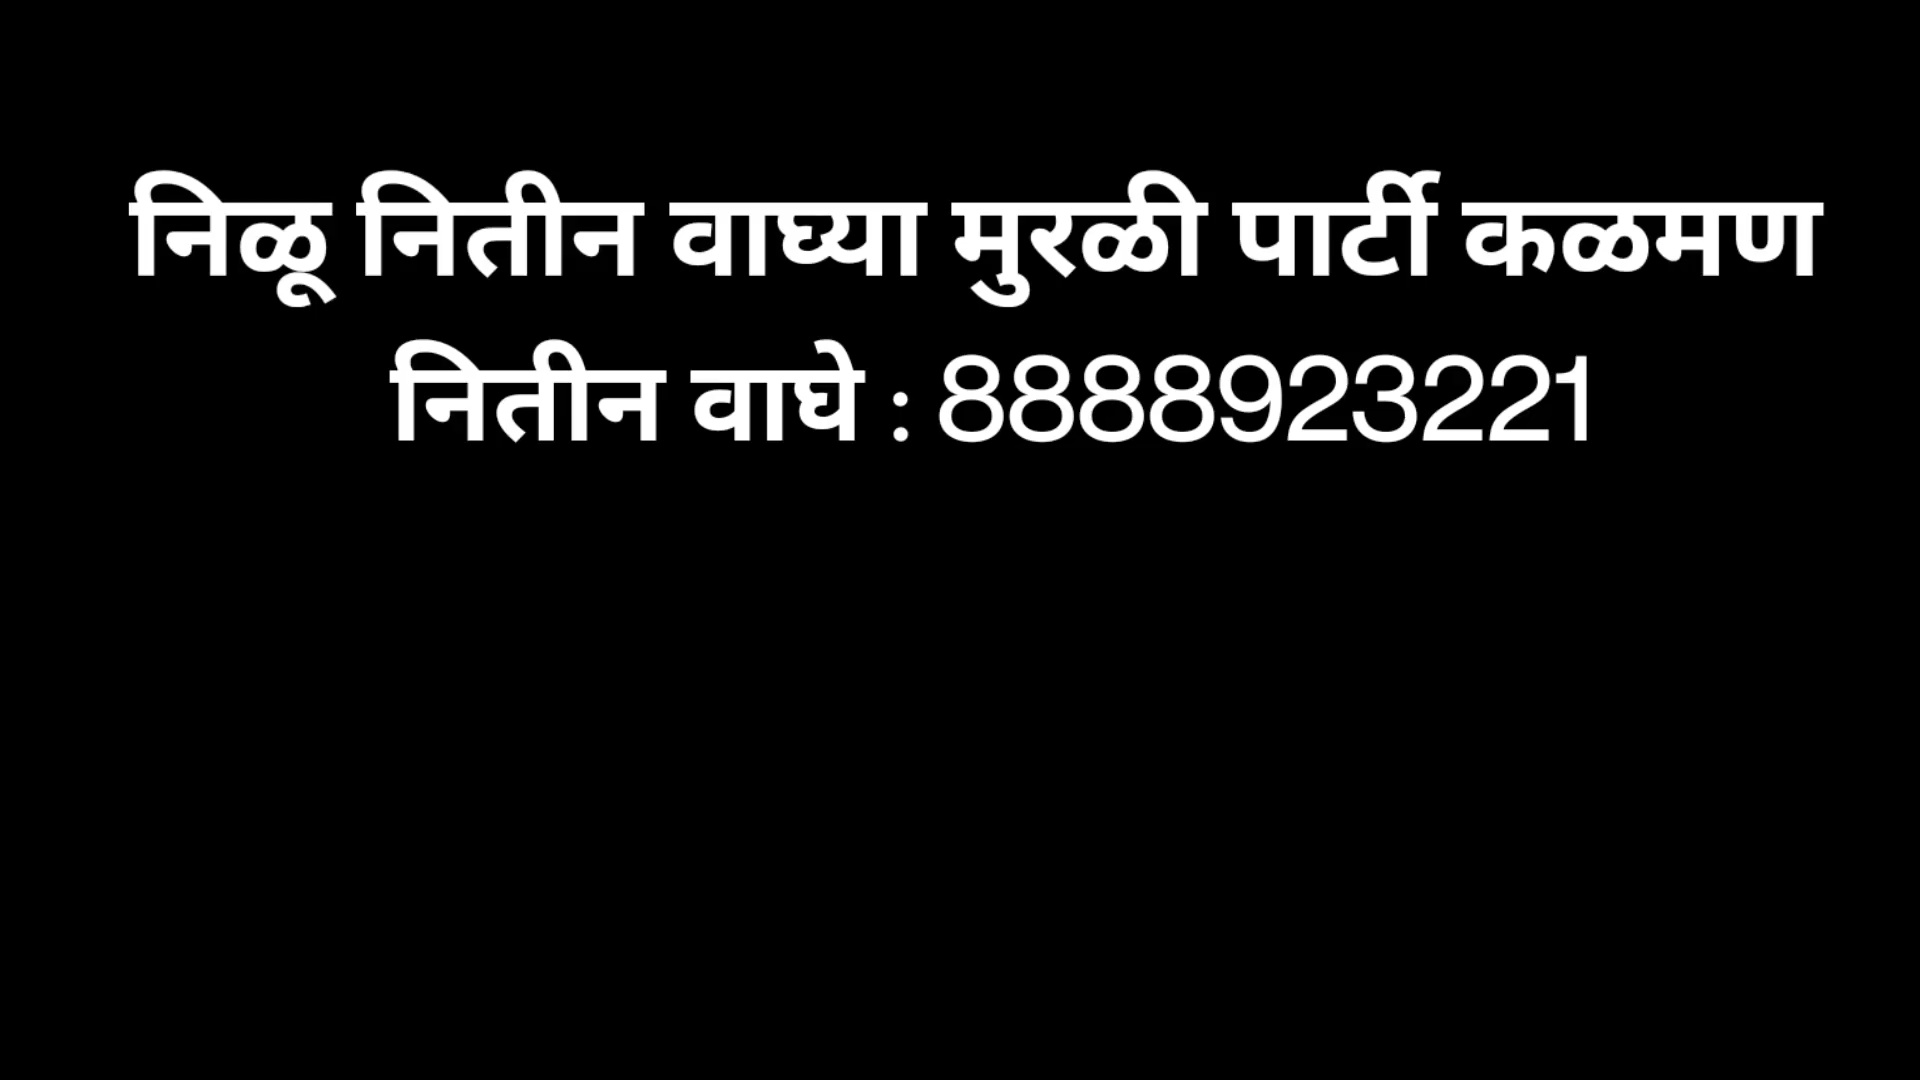 निळू नितीन वाघ्या मुरळी पार्टी कळमण
नितीन वाघे : 8888923221